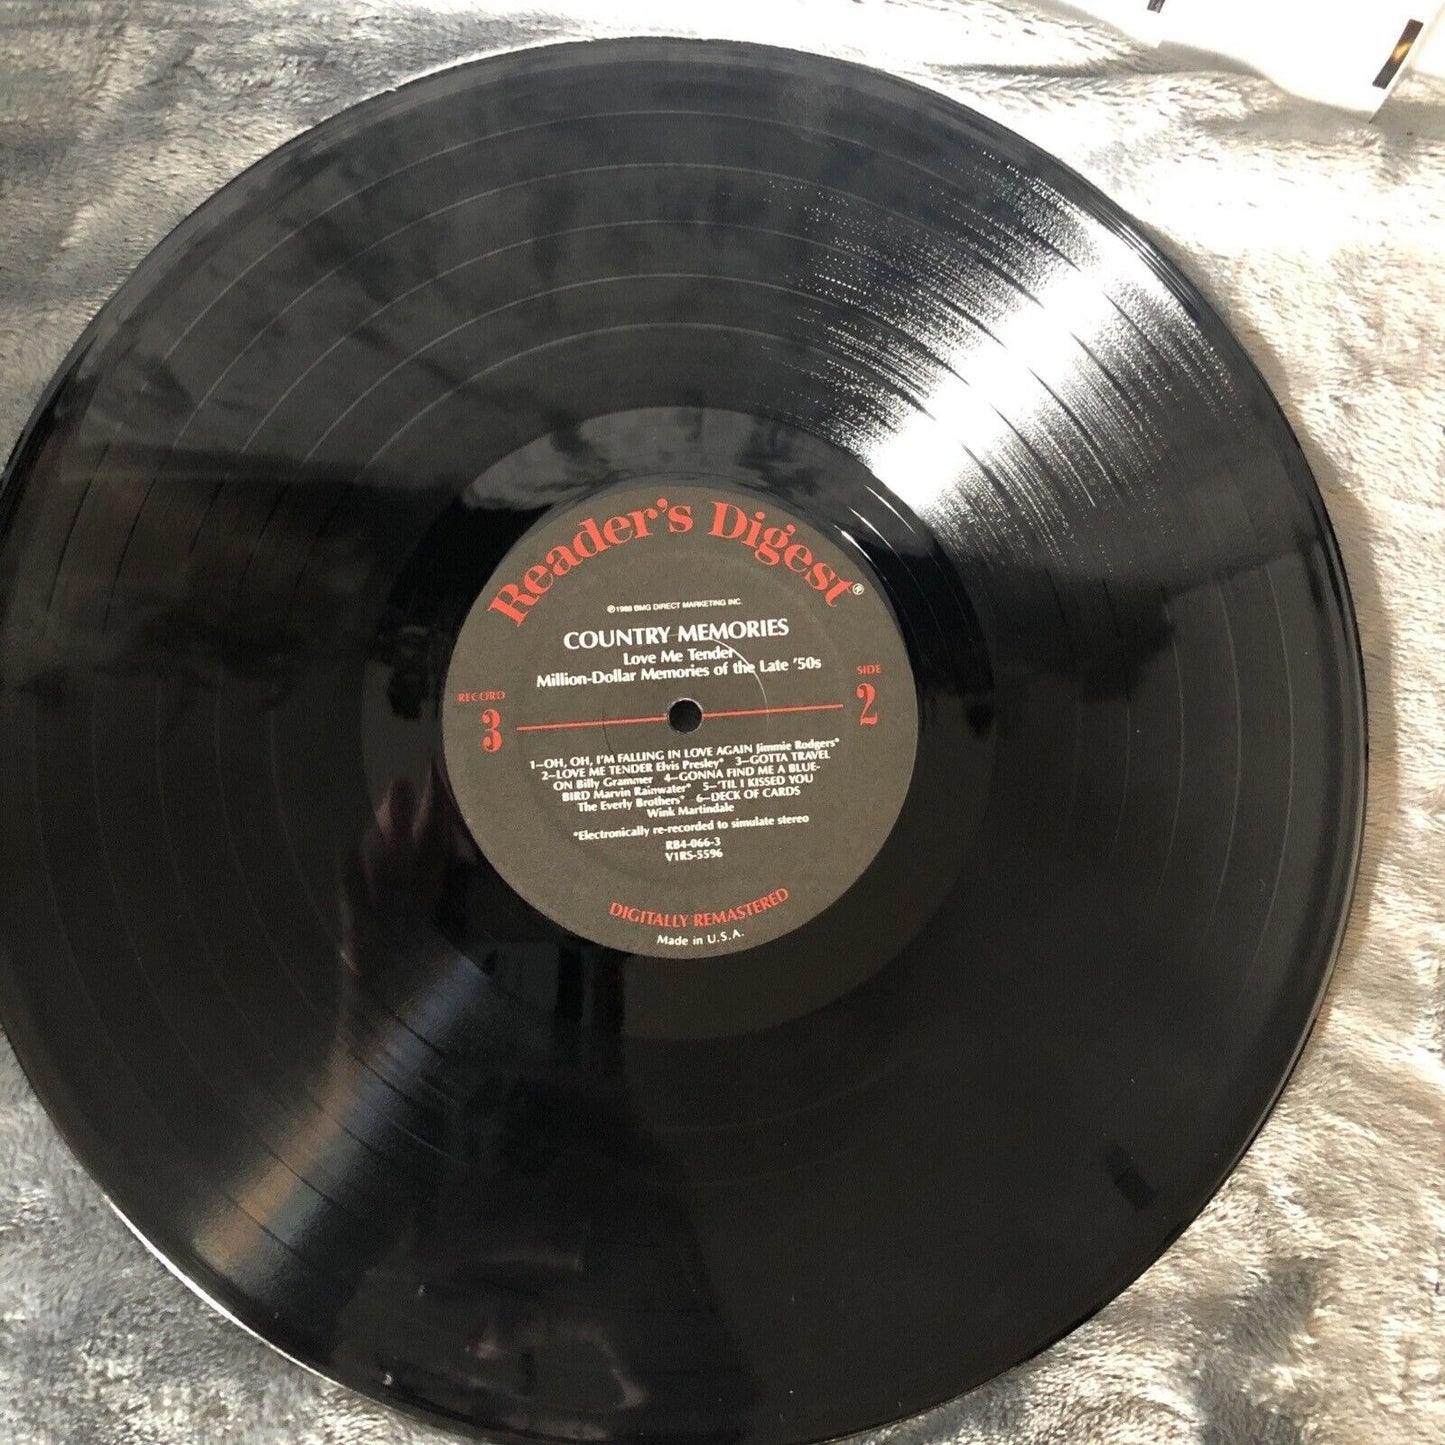 Reader's Digest®
℗1988 BMG DIRECT MARKETING INC.
COUNTRY MEMORIES
Love Me Tender
Million-Dollar Memories of the Late '50s
RECORD
3
SIDE
2
1–OH, OH, I'M FALLING IN LOVE AGAIN Jimmie Rodgers*
2–LOVE ME TENDER Elvis Presley* 3–GOTTA TRAVEL
ON Billy Grammer 4–GONNA FIND ME A BLUE-
BIRD Marvin Rainwater* 5–'TIL I KISSED YOU
The Everly Brothers* 6–DECK OF CARDS
Wink Martindale
*Electronically re-recorded to simulate stereo
RB4-066-3
V1RS-5596
DIGITALLY REMASTERED
Made in U.S.A.